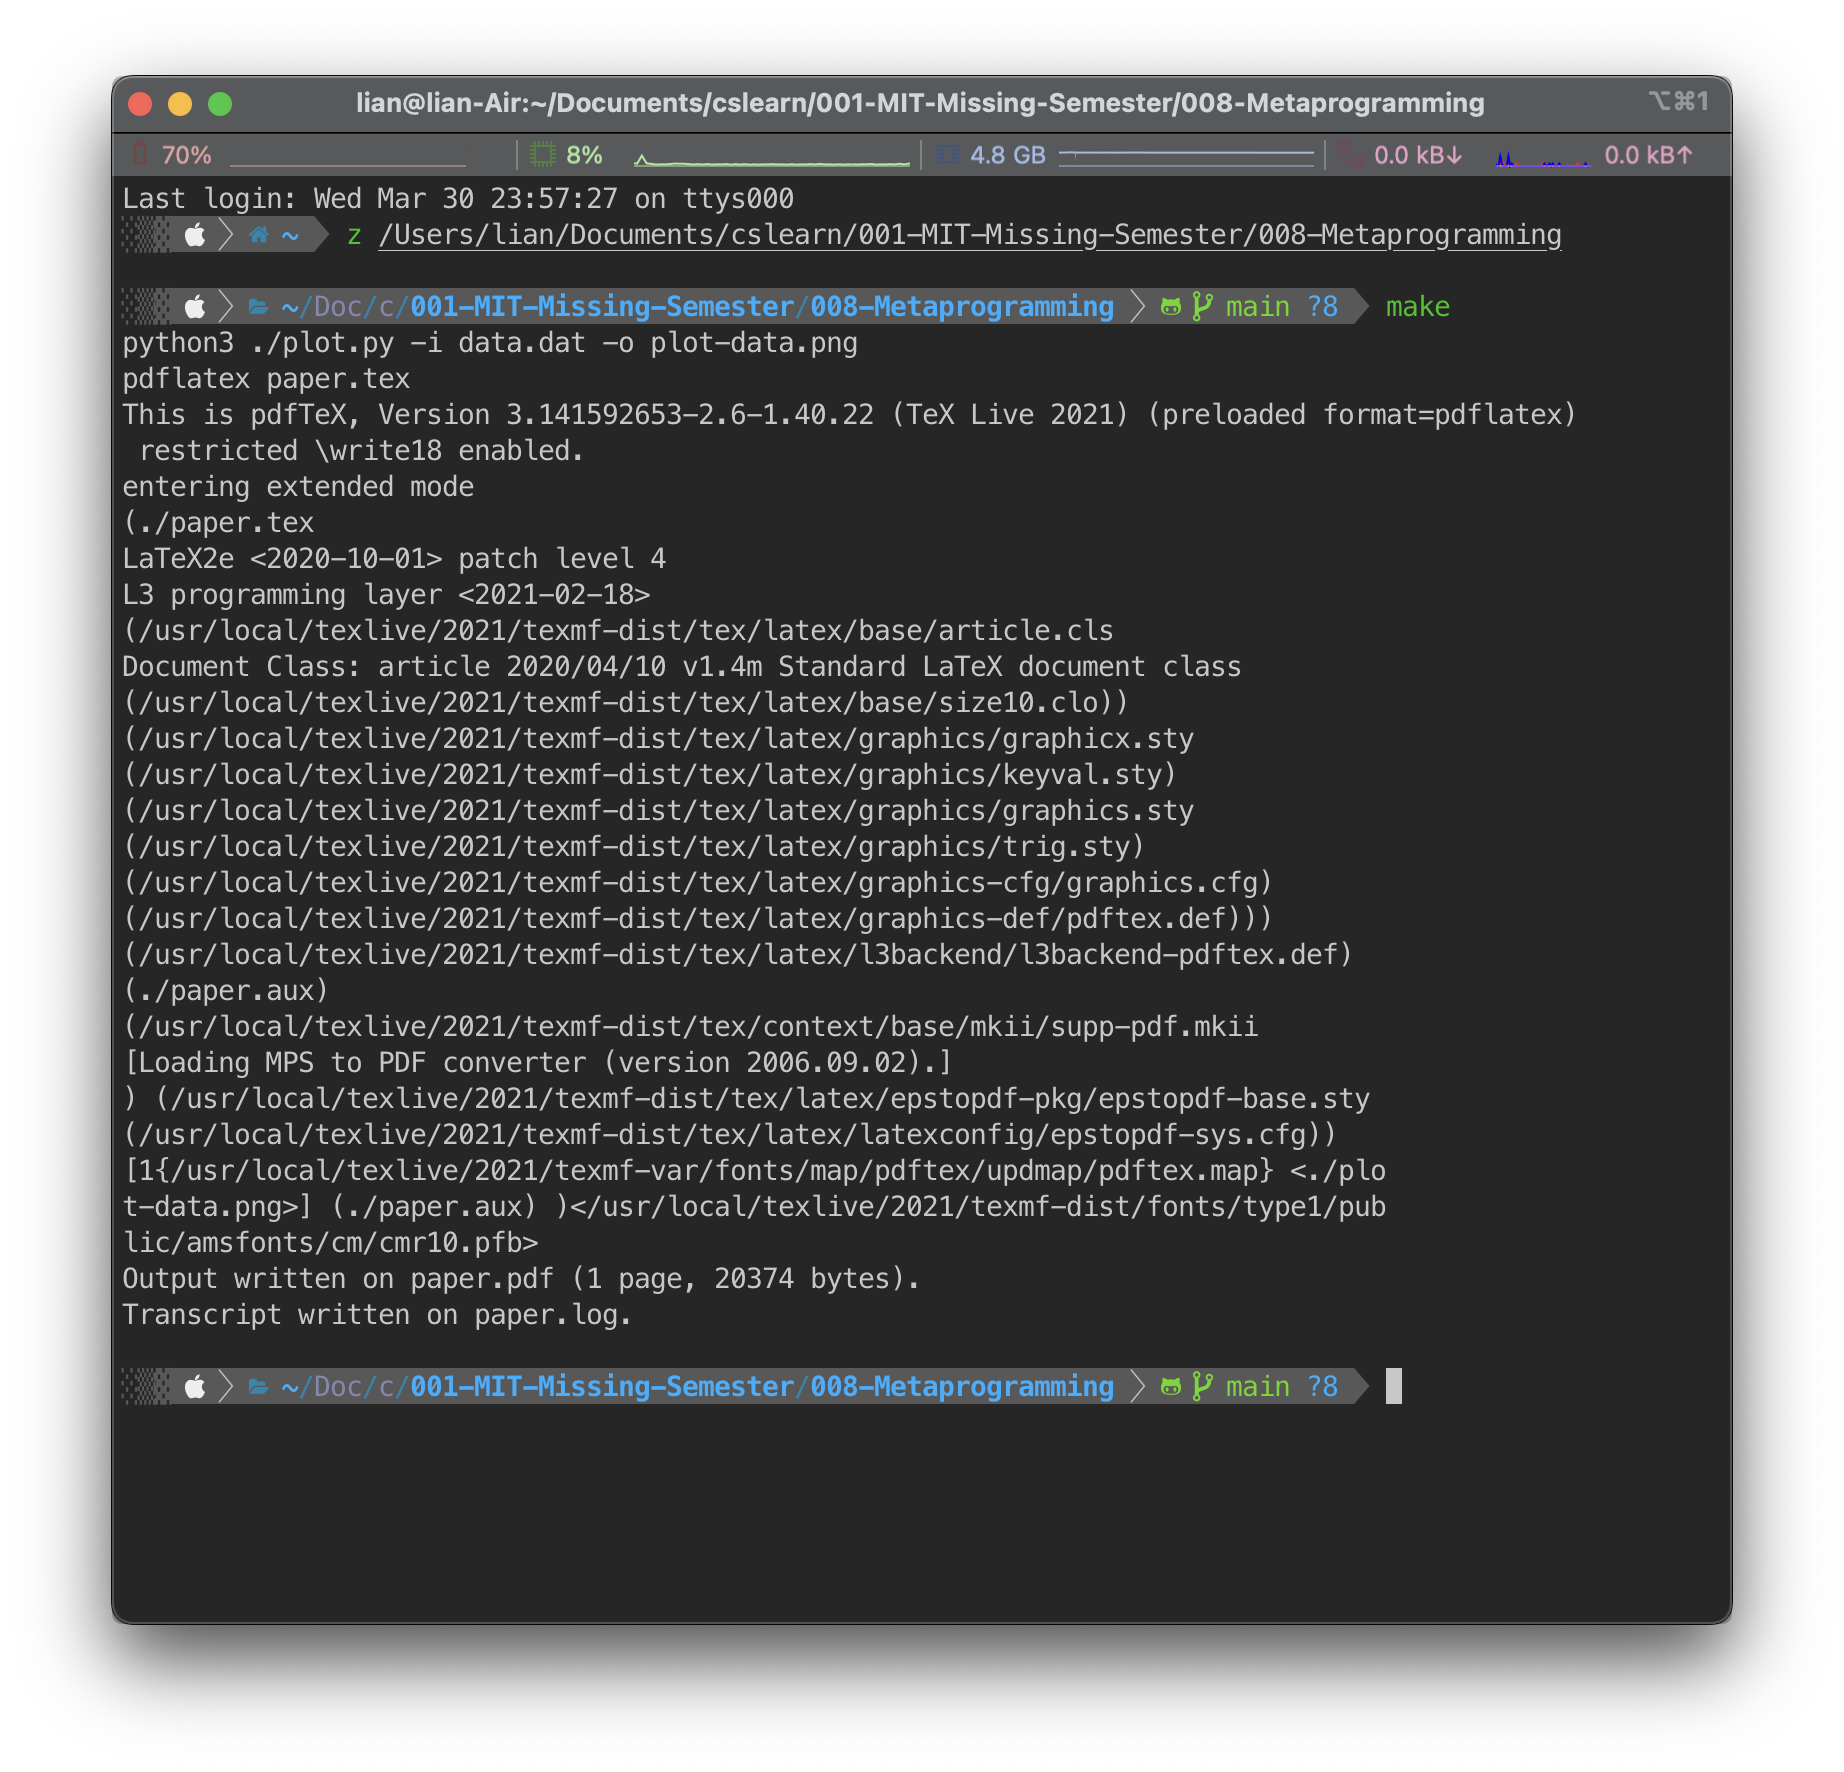 lian@lian-Air:~/Documents/cslearn/001-MIT-Missing-Semester/008-Metaprogramming ⌥⌘1
70% 8% 4.8 GB 0.0 kB↓ 0.0 kB↑
Last login: Wed Mar 30 23:57:27 on ttys000
~ z /Users/lian/Documents/cslearn/001-MIT-Missing-Semester/008-Metaprogramming
~/Doc/c/001-MIT-Missing-Semester/008-Metaprogramming main ?8 make
python3 ./plot.py -i data.dat -o plot-data.png
pdflatex paper.tex
This is pdfTeX, Version 3.141592653-2.6-1.40.22 (TeX Live 2021) (preloaded format=pdflatex)
restricted \write18 enabled.
entering extended mode
(./paper.tex
LaTeX2e <2020-10-01> patch level 4
L3 programming layer <2021-02-18>
(/usr/local/texlive/2021/texmf-dist/tex/latex/base/article.cls
Document Class: article 2020/04/10 v1.4m Standard LaTeX document class
(/usr/local/texlive/2021/texmf-dist/tex/latex/base/size10.clo))
(/usr/local/texlive/2021/texmf-dist/tex/latex/graphics/graphicx.sty
(/usr/local/texlive/2021/texmf-dist/tex/latex/graphics/keyval.sty)
(/usr/local/texlive/2021/texmf-dist/tex/latex/graphics/graphics.sty
(/usr/local/texlive/2021/texmf-dist/tex/latex/graphics/trig.sty)
(/usr/local/texlive/2021/texmf-dist/tex/latex/graphics-cfg/graphics.cfg)
(/usr/local/texlive/2021/texmf-dist/tex/latex/graphics-def/pdftex.def)))
(/usr/local/texlive/2021/texmf-dist/tex/latex/l3backend/l3backend-pdftex.def)
(./paper.aux)
(/usr/local/texlive/2021/texmf-dist/tex/context/base/mkii/supp-pdf.mkii
[Loading MPS to PDF converter (version 2006.09.02).]
) (/usr/local/texlive/2021/texmf-dist/tex/latex/epstopdf-pkg/epstopdf-base.sty
(/usr/local/texlive/2021/texmf-dist/tex/latex/latexconfig/epstopdf-sys.cfg))
[1{/usr/local/texlive/2021/texmf-var/fonts/map/pdftex/updmap/pdftex.map} <./plo
t-data.png>] (./paper.aux) )</usr/local/texlive/2021/texmf-dist/fonts/type1/pub
lic/amsfonts/cm/cmr10.pfb>
Output written on paper.pdf (1 page, 20374 bytes).
Transcript written on paper.log.
~/Doc/c/001-MIT-Missing-Semester/008-Metaprogramming main ?8